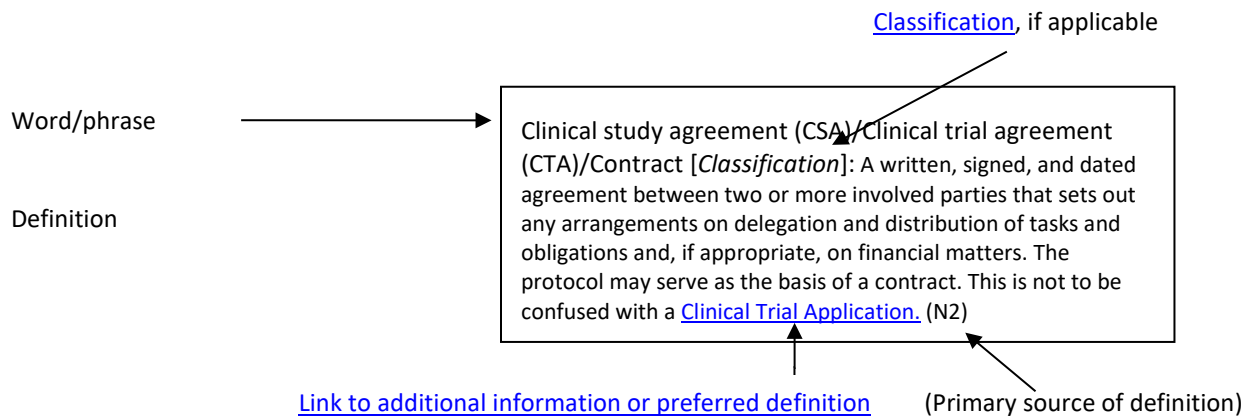 Classification, if applicable
Word/phrase
Clinical study agreement (CSA)/Clinical trial agreement
(CTA)/Contract [Classification]: A written, signed, and dated
agreement between two or more involved parties that sets out
any arrangements on delegation and distribution of tasks and
Definition
obligations and, if appropriate, on financial matters. The
protocol may serve as the basis of a contract. This is not to be
confused with a Clinical Trial Application. (N2)
Link to additional information or preferred definition
(Primary source of definition)